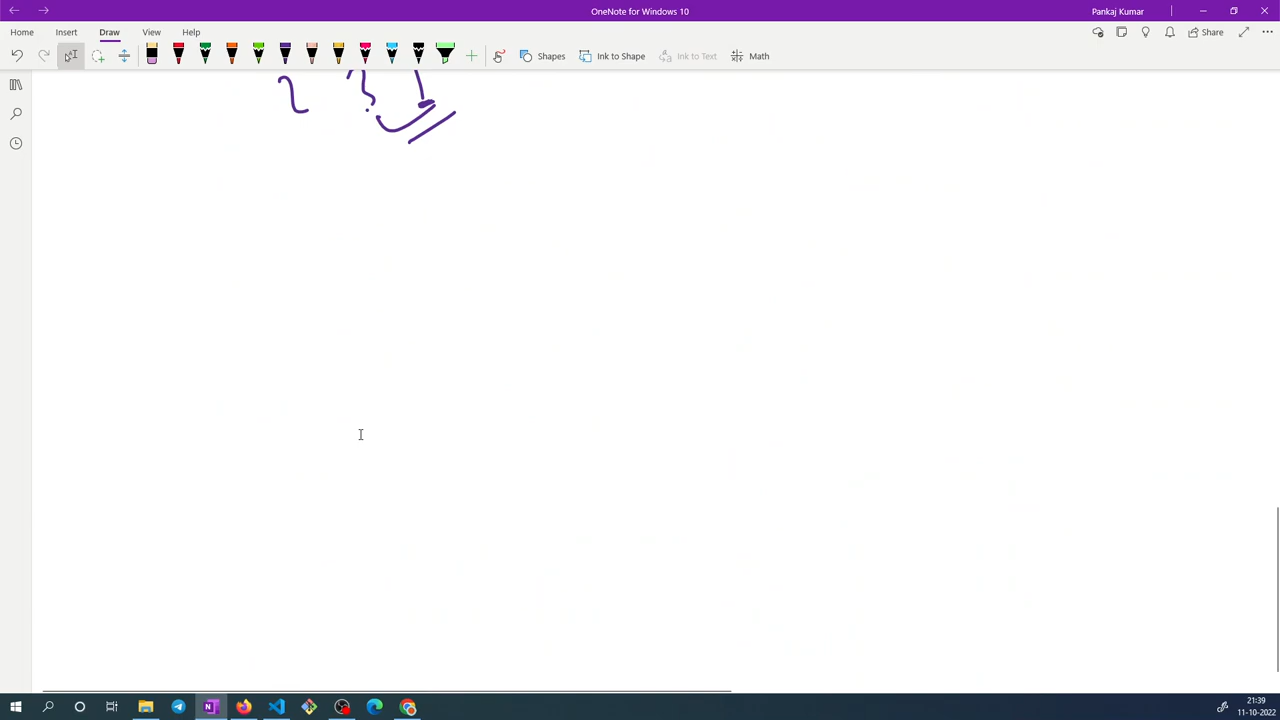 OneNote for Windows 10
Pankaj Kumar
Home Insert Draw View Help
Share
Shapes Ink to Shape Ink to Text Math
2 ?
21:39
11-10-2022